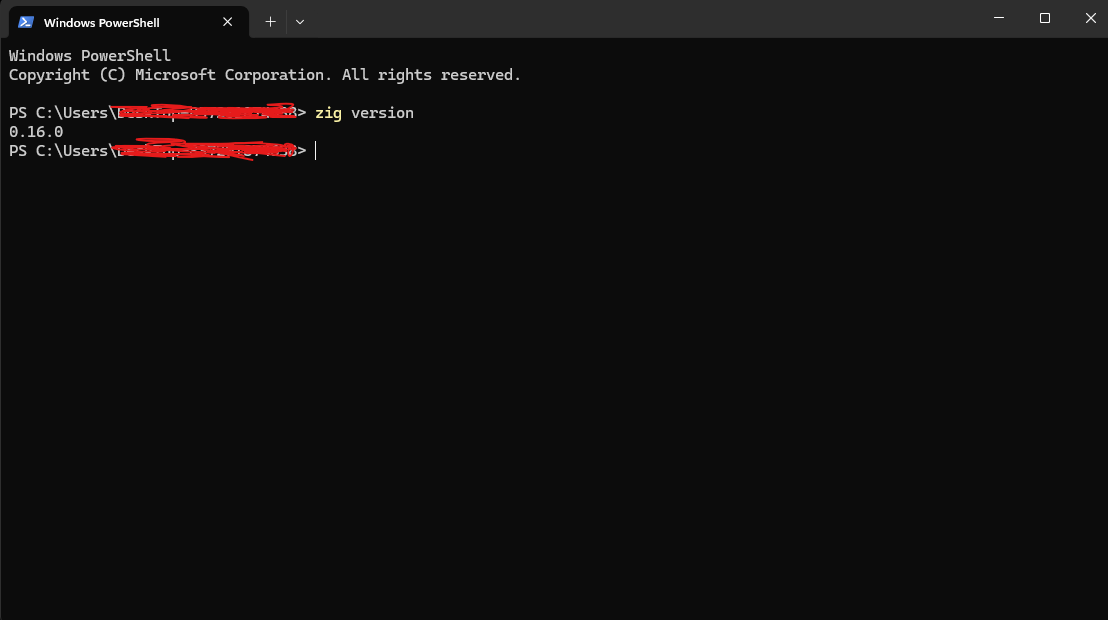 Windows PowerShell
Windows PowerShell
Copyright (C) Microsoft Corporation. All rights reserved.
PS C:\Users\> zig version
0.16.0
PS C:\Users\>